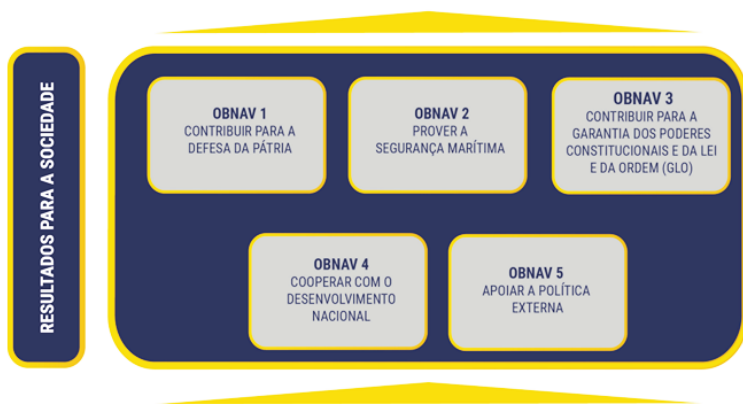 RESULTADOS PARA A SOCIEDADE
OBNAV 1
CONTRIBUIR PARA A
DEFESA DA PÁTRIA
OBNAV 2
PROVER A
SEGURANÇA MARÍTIMA
OBNAV 3
CONTRIBUIR PARA A
GARANTIA DOS PODERES
CONSTITUCIONAIS E DA LEI
E DA ORDEM (GLO)
OBNAV 4
COOPERAR COM O
DESENVOLVIMENTO
NACIONAL
OBNAV 5
APOIAR A POLÍTICA
EXTERNA